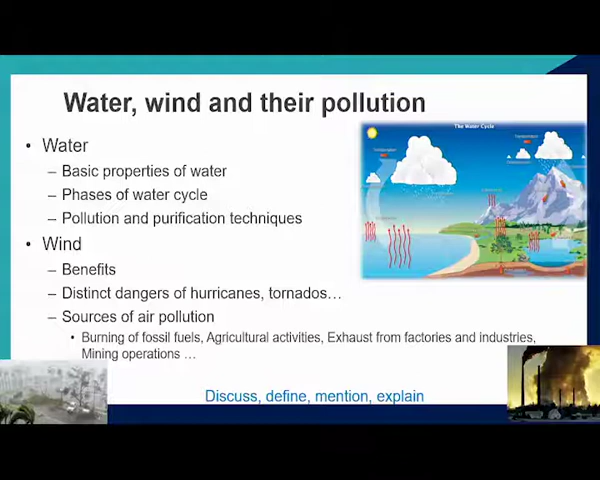 Water, wind and their pollution
The Water Cycle
• Water
– Basic properties of water
– Phases of water cycle
– Pollution and purification techniques
• Wind
– Benefits
– Distinct dangers of hurricanes, tornados…
– Sources of air pollution
• Burning of fossil fuels, Agricultural activities, Exhaust from factories and industries,
Mining operations …
Discuss, define, mention, explain